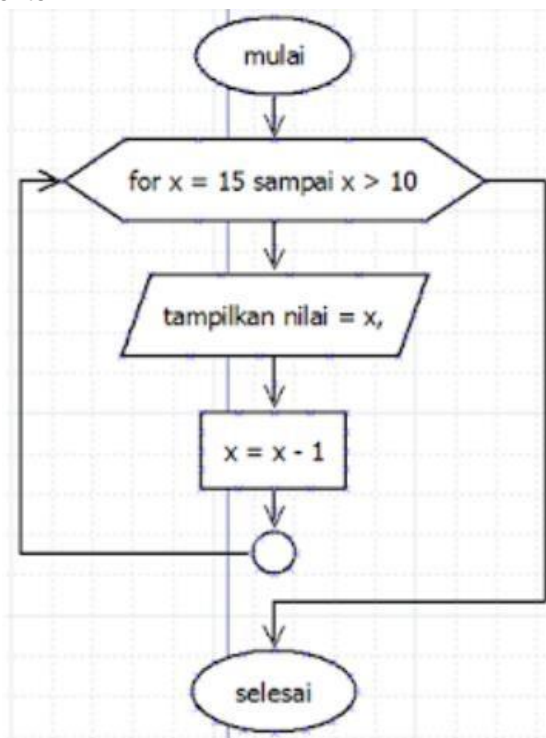 mulai
for x = 15 sampai x > 10
tampilkan nilai = x,
x = x - 1
selesai